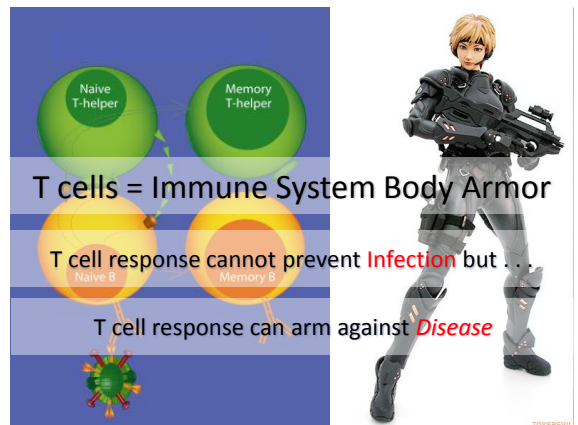 Naive
T-helper
Memory
T-helper
T cells = Immune System Body Armor
T cell response cannot prevent Infection but . . .
Naive B
Memory B
T cell response can arm against Disease